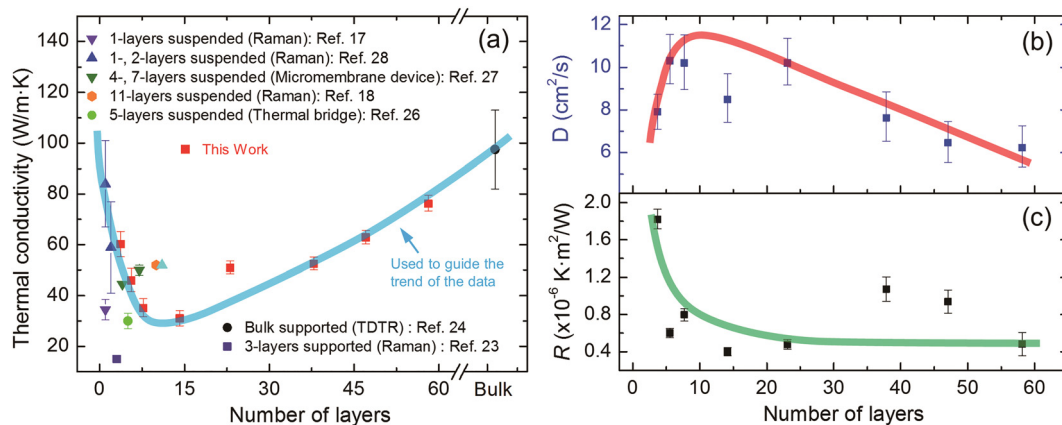 (a)
1-layers suspended (Raman): Ref. 17
1-, 2-layers suspended (Raman): Ref. 28
4-, 7-layers suspended (Micromembrane device): Ref. 27
11-layers suspended (Raman): Ref. 18
5-layers suspended (Thermal bridge): Ref. 26
This Work
Used to guide the
trend of the data
Bulk supported (TDTR) : Ref. 24
3-layers supported (Raman) : Ref. 23
Thermal conductivity (W/m·K)
140
120
100
80
60
40
20
0 15 30 45 60 Bulk
Number of layers
(b)
D (cm²/s)
12
10
8
6
(c)
R (x10⁻⁶ K·m²/W)
2.0
1.6
1.2
0.8
0.4
0 10 20 30 40 50 60
Number of layers